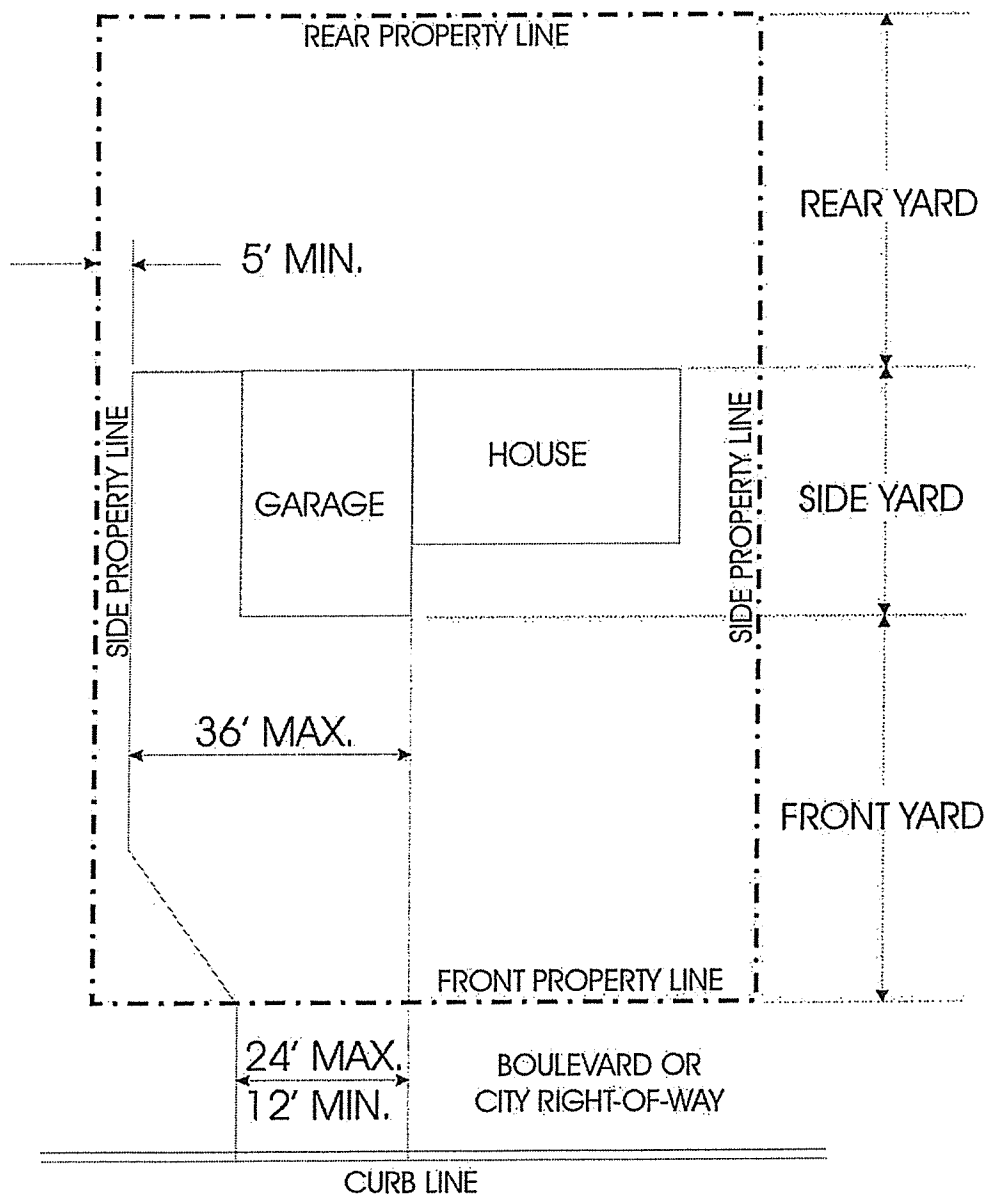 REAR PROPERTY LINE
REAR YARD
5' MIN.
SIDE PROPERTY LINE
GARAGE
HOUSE
SIDE PROPERTY LINE
SIDE YARD
36' MAX.
FRONT YARD
FRONT PROPERTY LINE
24' MAX.
12' MIN.
BOULEVARD OR
CITY RIGHT-OF-WAY
CURB LINE